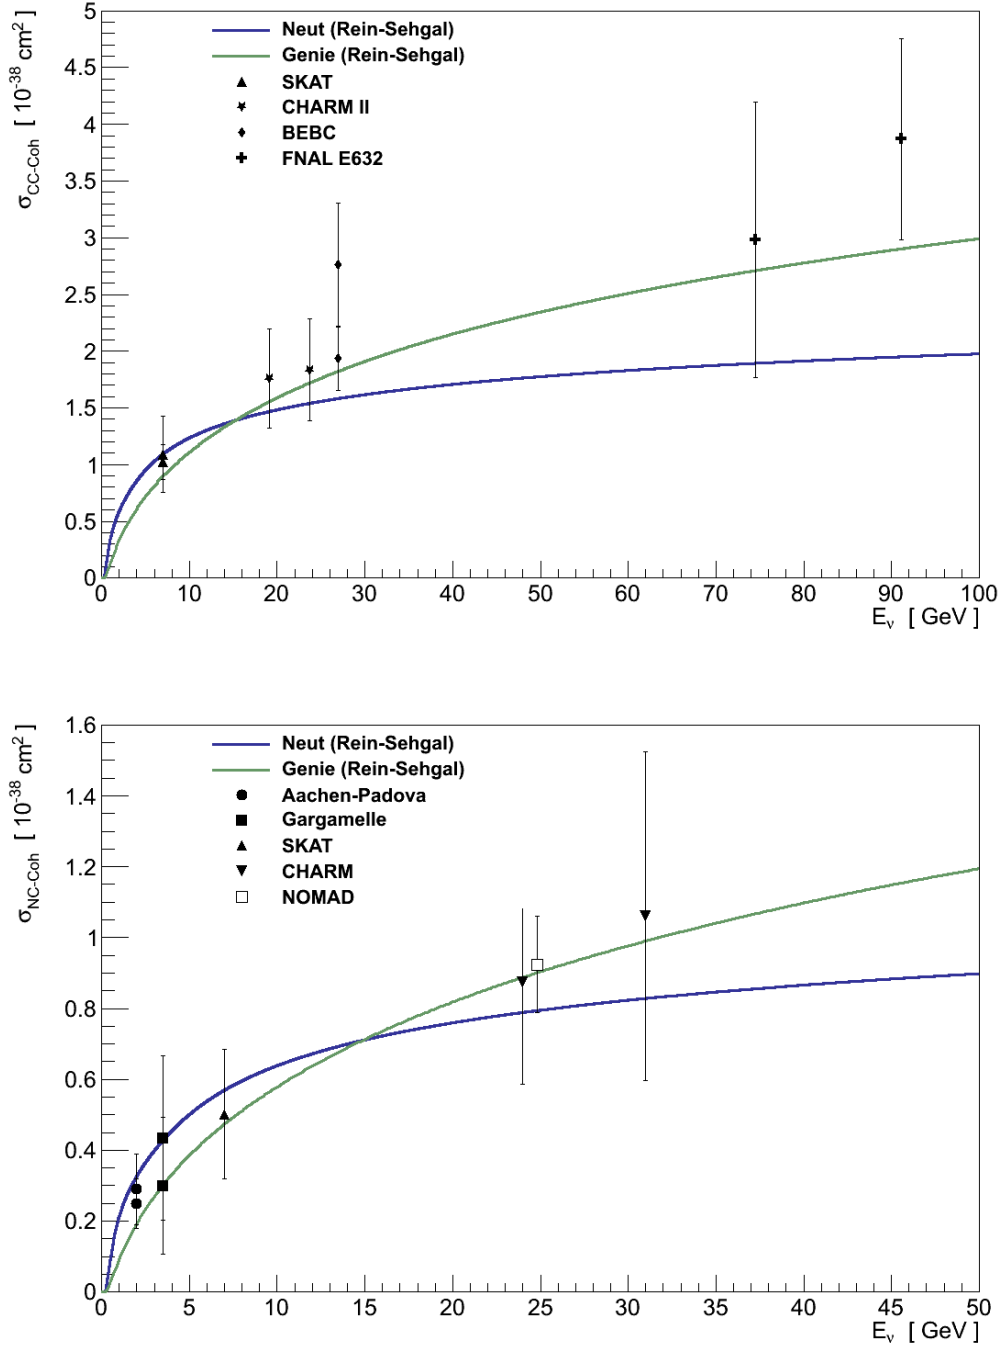 5
4.5
4
3.5
3
2.5
2
1.5
1
0.5
0
σCC-Coh [ 10⁻³⁸ cm² ]
Neut (Rein-Sehgal)
Genie (Rein-Sehgal)
SKAT
CHARM II
BEBC
FNAL E632
0 10 20 30 40 50 60 70 80 90 100
Eν [ GeV ]
1.6
1.4
1.2
1
0.8
0.6
0.4
0.2
0
σNC-Coh [ 10⁻³⁸ cm² ]
Neut (Rein-Sehgal)
Genie (Rein-Sehgal)
Aachen-Padova
Gargamelle
SKAT
CHARM
NOMAD
0 5 10 15 20 25 30 35 40 45 50
Eν [ GeV ]